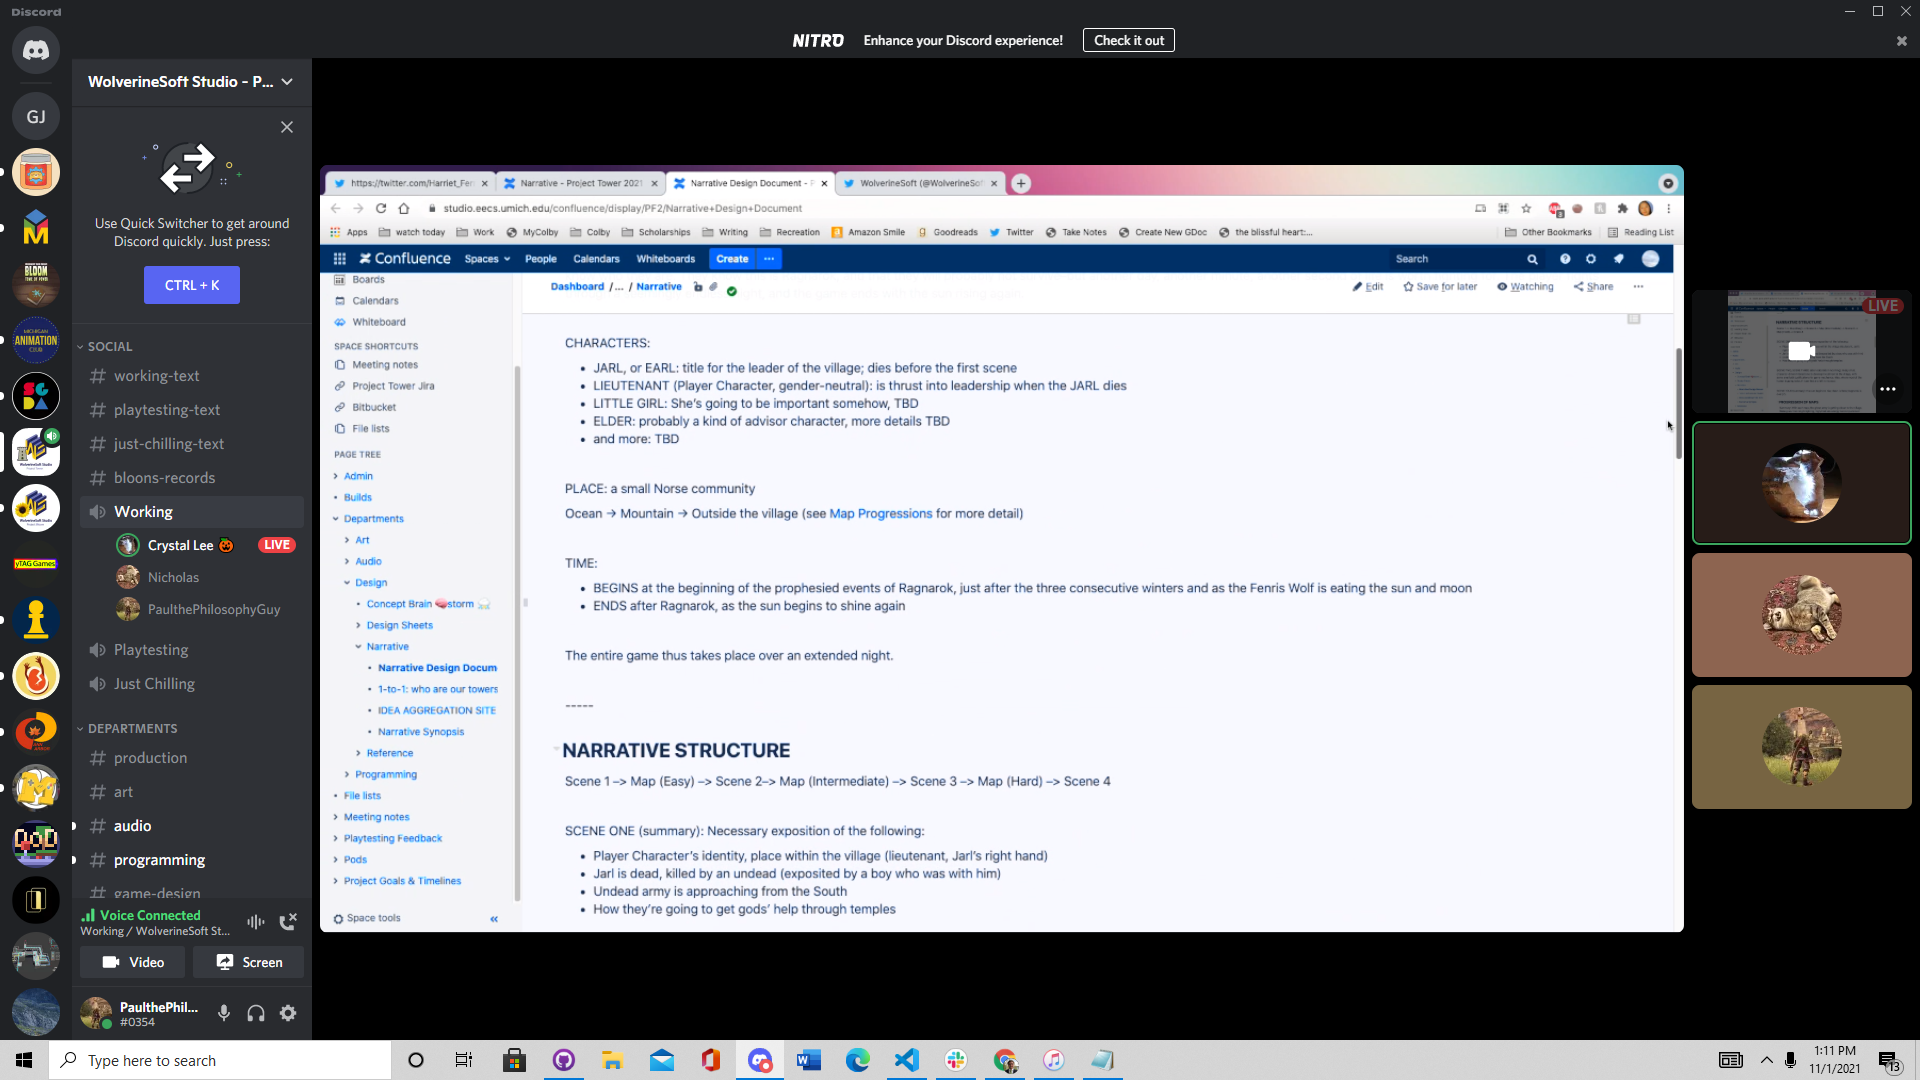 Discord
NITRO Enhance your Discord experience! Check it out
GJ
WolverineSoft Studio - P...
Use Quick Switcher to get around
Discord quickly. Just press:
CTRL + K
SOCIAL
working-text
playtesting-text
just-chilling-text
bloons-records
Working
Crystal Lee LIVE
Nicholas
PaulthePhilosophyGuy
Playtesting
Just Chilling
DEPARTMENTS
production
art
audio
programming
game-design
Voice Connected
Working / WolverineSoft St...
Video Screen
PaulthePhil...
#0354
BLOOM
MICHIGAN
ANIMATION
CLUB
yTAG Games
https://twitter.com/Harriet_Fer
Narrative - Project Tower 2021
Narrative Design Document - P
WolverineSoft (@WolverineSof
studio.eecs.umich.edu/confluence/display/PF2/Narrative+Design+Document
Apps watch today Work MyColby Colby Scholarships Writing Recreation Amazon Smile Goodreads Twitter Take Notes Create New GDoc the blissful heart:... Other Bookmarks Reading List
Confluence Spaces People Calendars Whiteboards Create ... Search
Boards
Calendars
Whiteboard
SPACE SHORTCUTS
Meeting notes
Project Tower Jira
Bitbucket
File lists
PAGE TREE
Admin
Builds
Departments
Art
Audio
Design
Concept Brain storm
Design Sheets
Narrative
Narrative Design Docum
1-to-1: who are our towers
IDEA AGGREGATION SITE
Narrative Synopsis
Reference
Programming
File lists
Meeting notes
Playtesting Feedback
Pods
Project Goals & Timelines
Space tools
Dashboard /... / Narrative
Edit Save for later Watching Share ...
CHARACTERS:
• JARL, or EARL: title for the leader of the village; dies before the first scene
• LIEUTENANT (Player Character, gender-neutral): is thrust into leadership when the JARL dies
• LITTLE GIRL: She's going to be important somehow, TBD
• ELDER: probably a kind of advisor character, more details TBD
• and more: TBD
PLACE: a small Norse community
Ocean → Mountain → Outside the village (see Map Progressions for more detail)
TIME:
• BEGINS at the beginning of the prophesied events of Ragnarok, just after the three consecutive winters and as the Fenris Wolf is eating the sun and moon
• ENDS after Ragnarok, as the sun begins to shine again
The entire game thus takes place over an extended night.
-----
NARRATIVE STRUCTURE
Scene 1 –> Map (Easy) –> Scene 2–> Map (Intermediate) –> Scene 3 –> Map (Hard) –> Scene 4
SCENE ONE (summary): Necessary exposition of the following:
• Player Character's identity, place within the village (lieutenant, Jarl's right hand)
• Jarl is dead, killed by an undead (exposited by a boy who was with him)
• Undead army is approaching from the South
• How they're going to get gods' help through temples
LIVE
NARRATIVE STRUCTURE
Type here to search
1:11 PM
11/1/2021
13